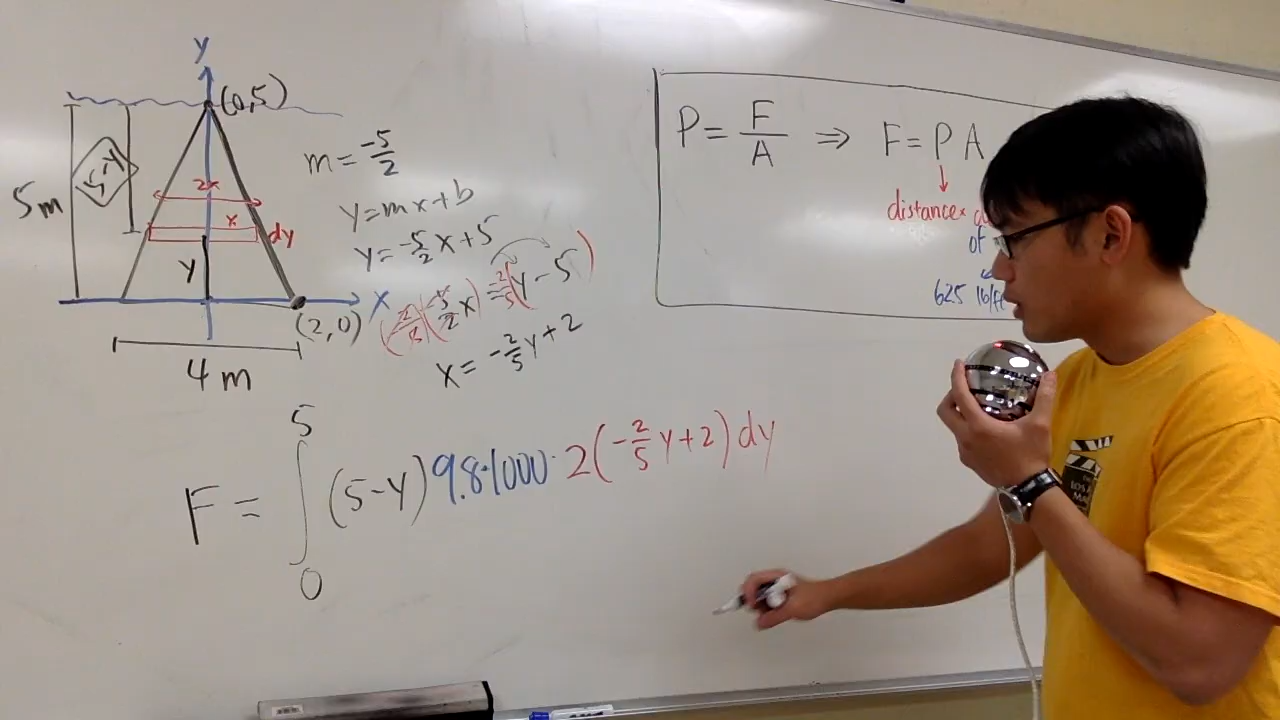 y
(0,5)
5m
5-y
2x
x
dy
y
x
(2,0)
4 m
m = -5/2
y = mx + b
y = -5/2 x + 5
(-2/5)(-5/2 x) = -2/5 (y - 5)
x = -2/5 y + 2
P = F/A ⇒ F = P A
distance×
of
625 lb/ft
F = ∫₀⁵ (5-y) 9.8·1000· 2(-2/5 y + 2) dy